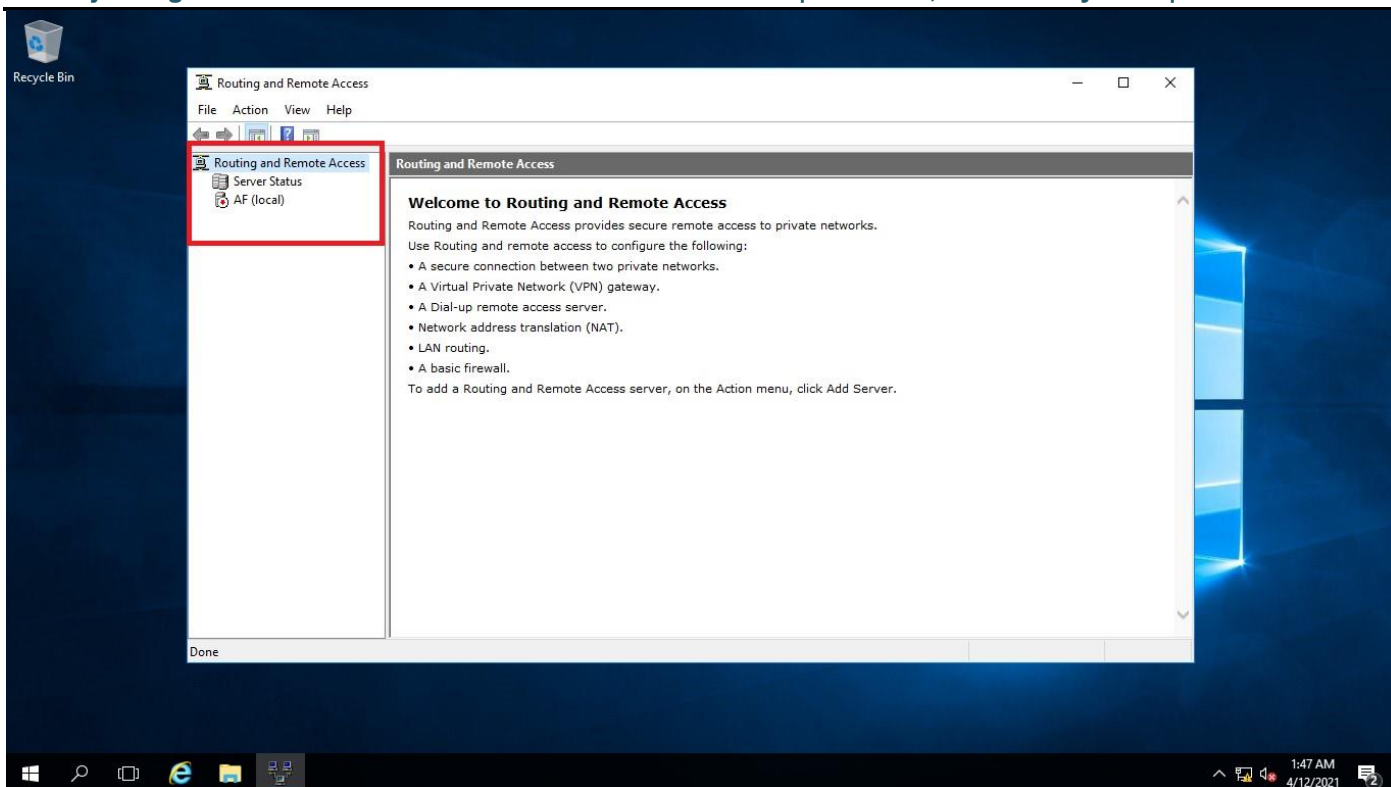 Recycle Bin
Routing and Remote Access
File Action View Help
Routing and Remote Access
Server Status
AF (local)
Routing and Remote Access
Welcome to Routing and Remote Access
Routing and Remote Access provides secure remote access to private networks.
Use Routing and remote access to configure the following:
• A secure connection between two private networks.
• A Virtual Private Network (VPN) gateway.
• A Dial-up remote access server.
• Network address translation (NAT).
• LAN routing.
• A basic firewall.
To add a Routing and Remote Access server, on the Action menu, click Add Server.
Done
1:47 AM
4/12/2021
2